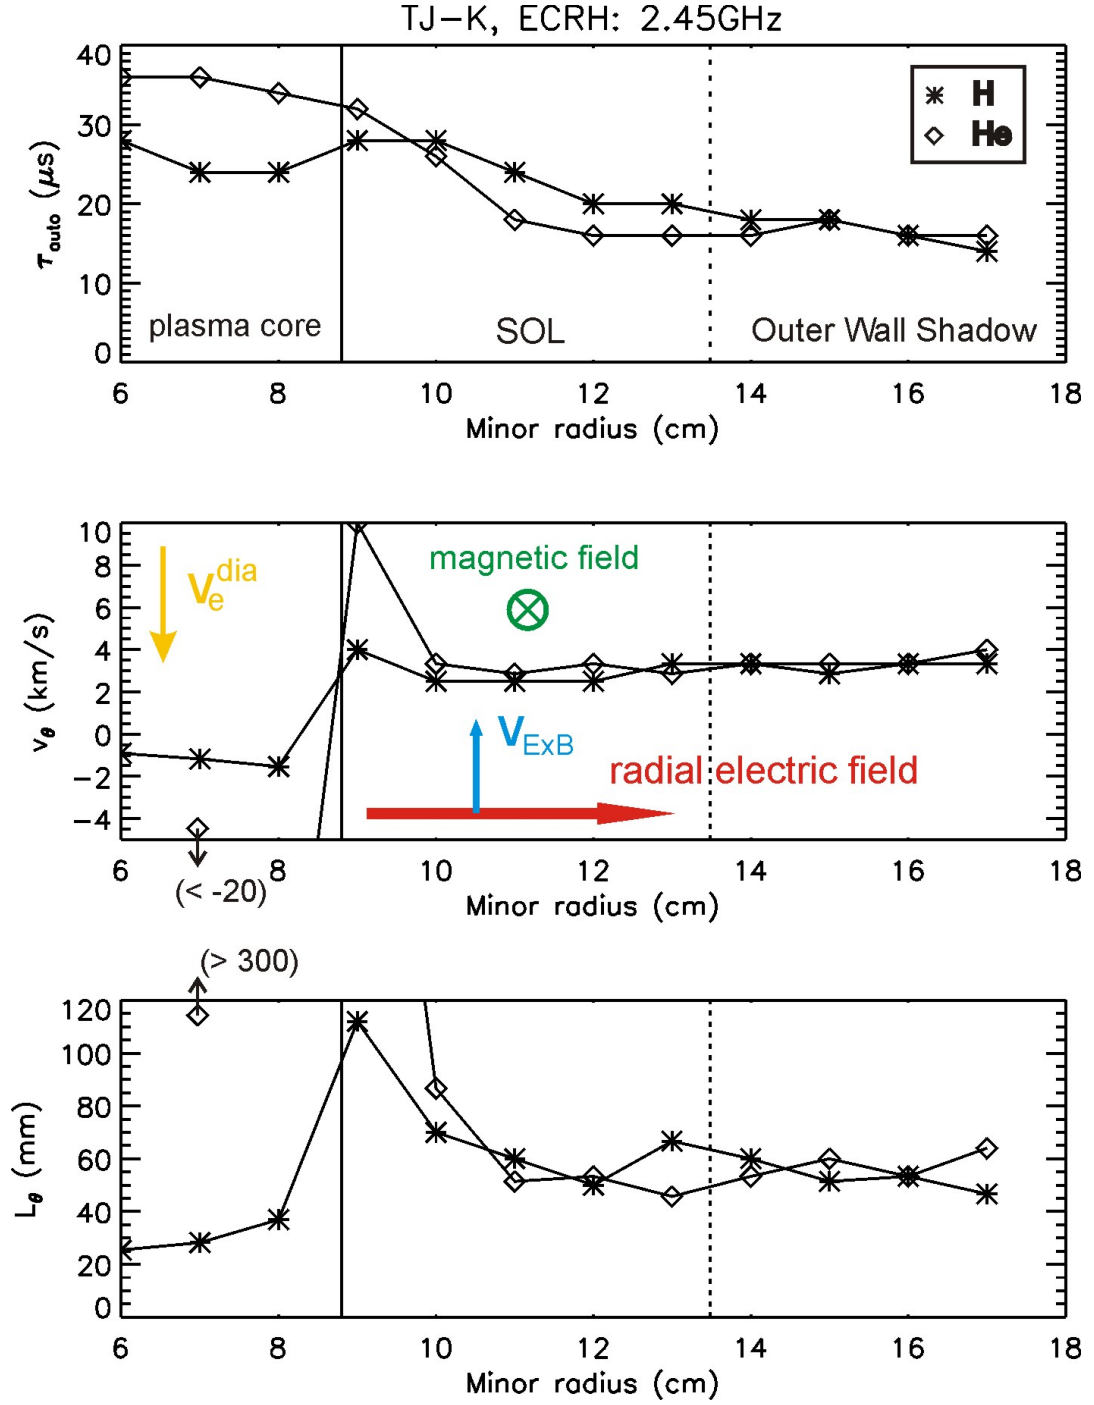 TJ-K, ECRH: 2.45GHz
40
30
20
10
0
τauto (μs)
H
He
plasma core
SOL
Outer Wall Shadow
6 8 10 12 14 16 18
Minor radius (cm)
10
8
6
4
2
0
-2
-4
vθ (km/s)
Vedia
magnetic field
VExB
radial electric field
6 8 10 12 14 16 18
(< -20)
Minor radius (cm)
(> 300)
120
100
80
60
40
20
0
Lθ (mm)
6 8 10 12 14 16 18
Minor radius (cm)